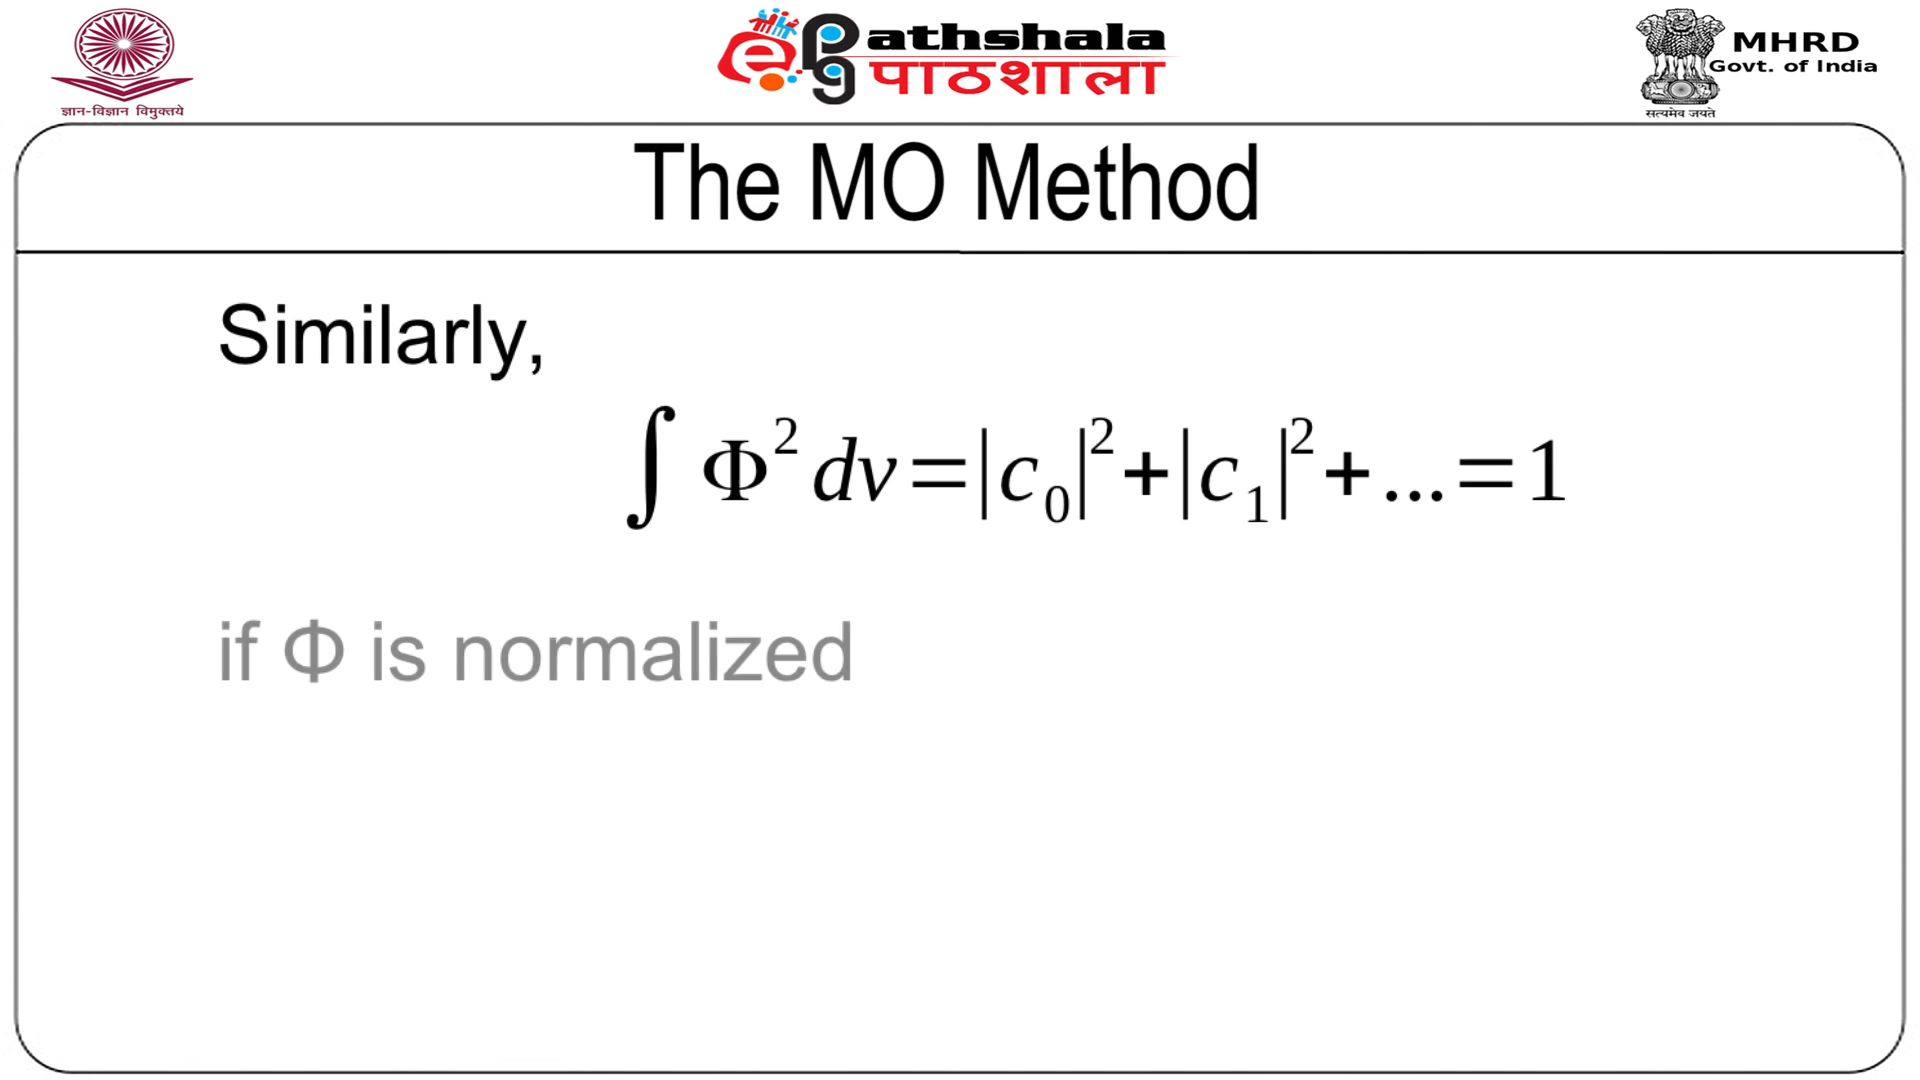 ज्ञान-विज्ञान विमुक्तये
ePathshala
पाठशाला
MHRD
Govt. of India
सत्यमेव जयते
The MO Method
Similarly,
∫ Φ² dv=|c₀|²+|c₁|²+...=1
if Φ is normalized